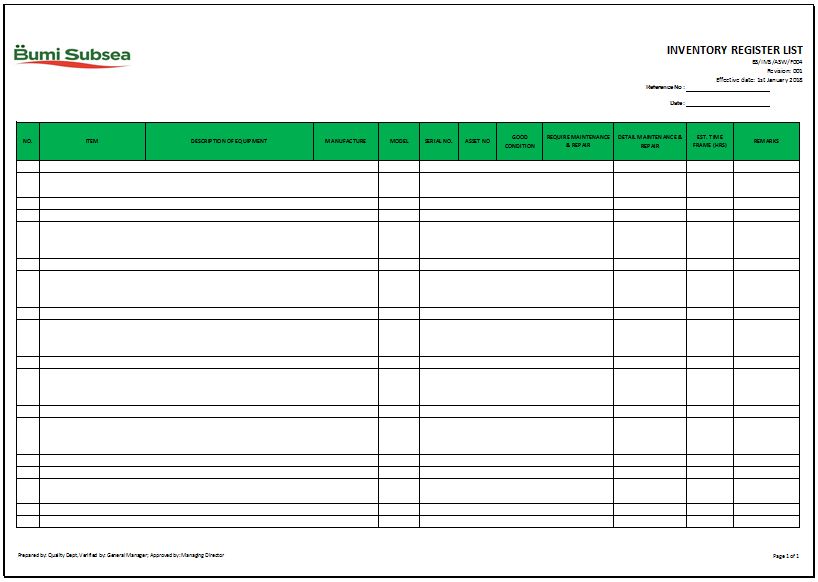 Bumi Subsea
INVENTORY REGISTER LIST
BS/IMS/ASW/F004
Revision: 001
Effective date: 1st January 2018
Reference No :
Date :
NO.
ITEM
DESCRIPTION OF EQUIPMENT
MANUFACTURE
MODEL
SERIAL NO.
ASSET NO
GOOD
CONDITION
REQUIRE MAINTENANCE
& REPAIR
DETAIL MAINTENANCE &
REPAIR
EST. TIME
FRAME (HRS)
REMARKS
Prepared by: Quality Dept, Verified by: General Manager; Approved by: Managing Director
Page 1 of 1